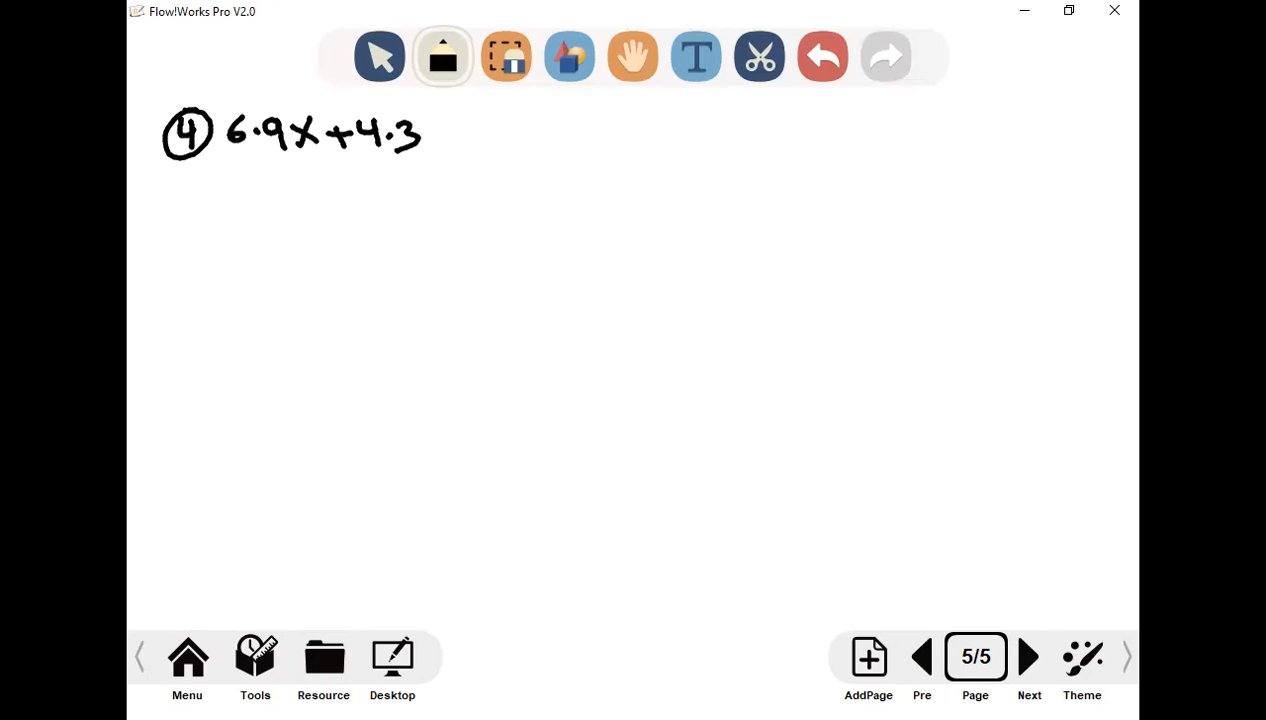 Flow!Works Pro V2.0
④ 6·9x+4·3
Menu Tools Resource Desktop
5/5
AddPage Pre Page Next Theme